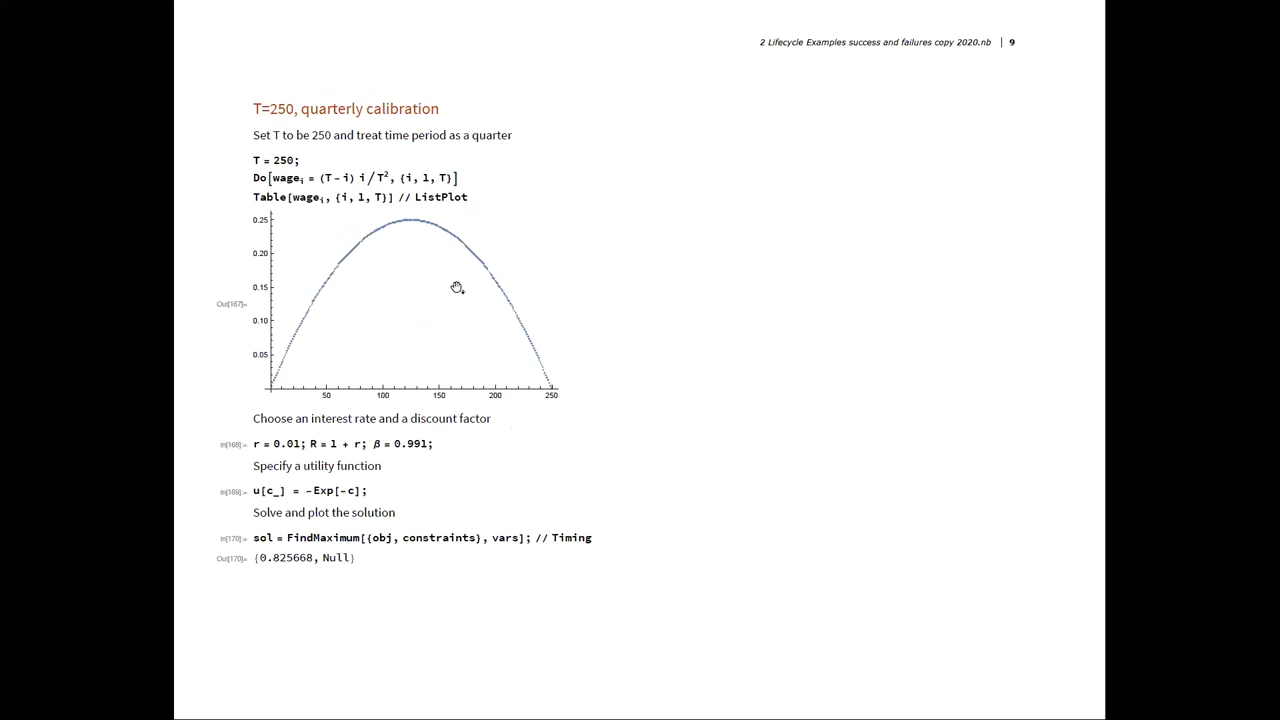 2 Lifecycle Examples success and failures copy 2020.nb | 9
T=250, quarterly calibration
Set T to be 250 and treat time period as a quarter
T = 250;
Do[wageᵢ = (T - i) i / T², {i, 1, T}]
Table[wageᵢ, {i, 1, T}] // ListPlot
0.25
0.20
0.15
Out[167]=
0.10
0.05
50 100 150 200 250
Choose an interest rate and a discount factor
In[168]:= r = 0.01; R = 1 + r; β = 0.991;
Specify a utility function
In[169]:= u[c_] = -Exp[-c];
Solve and plot the solution
In[170]:= sol = FindMaximum[{obj, constraints}, vars]; // Timing
Out[170]= {0.825668, Null}